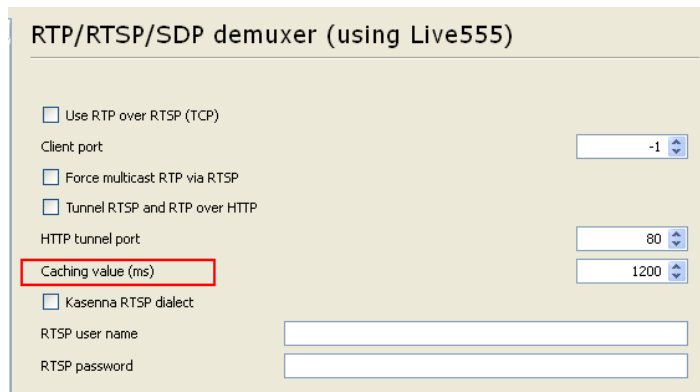 RTP/RTSP/SDP demuxer (using Live555)
Use RTP over RTSP (TCP)
Client port -1
Force multicast RTP via RTSP
Tunnel RTSP and RTP over HTTP
HTTP tunnel port 80
Caching value (ms) 1200
Kasenna RTSP dialect
RTSP user name
RTSP password